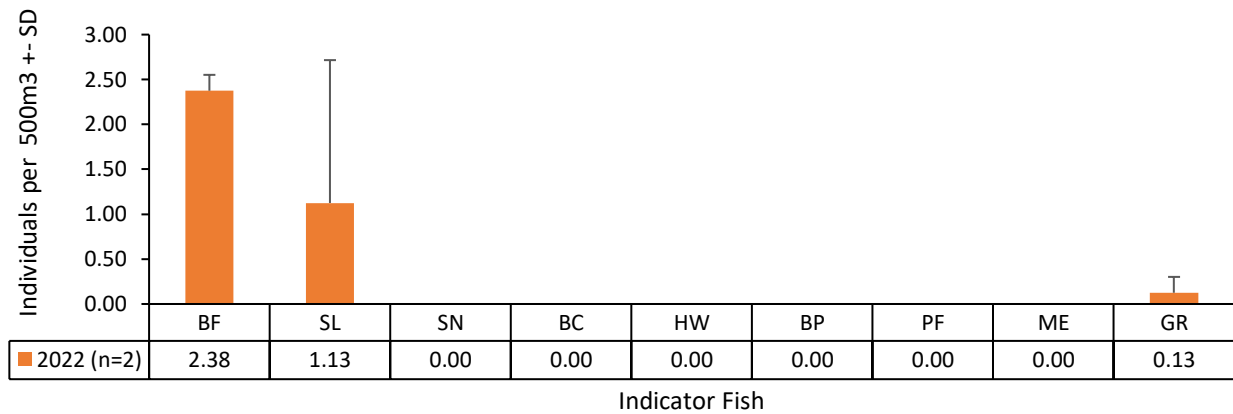 Individuals per 500m3 +- SD
3.00
2.50
2.00
1.50
1.00
0.50
0.00
BF SL SN BC HW BP PF ME GR
2022 (n=2) 2.38 1.13 0.00 0.00 0.00 0.00 0.00 0.00 0.13
Indicator Fish